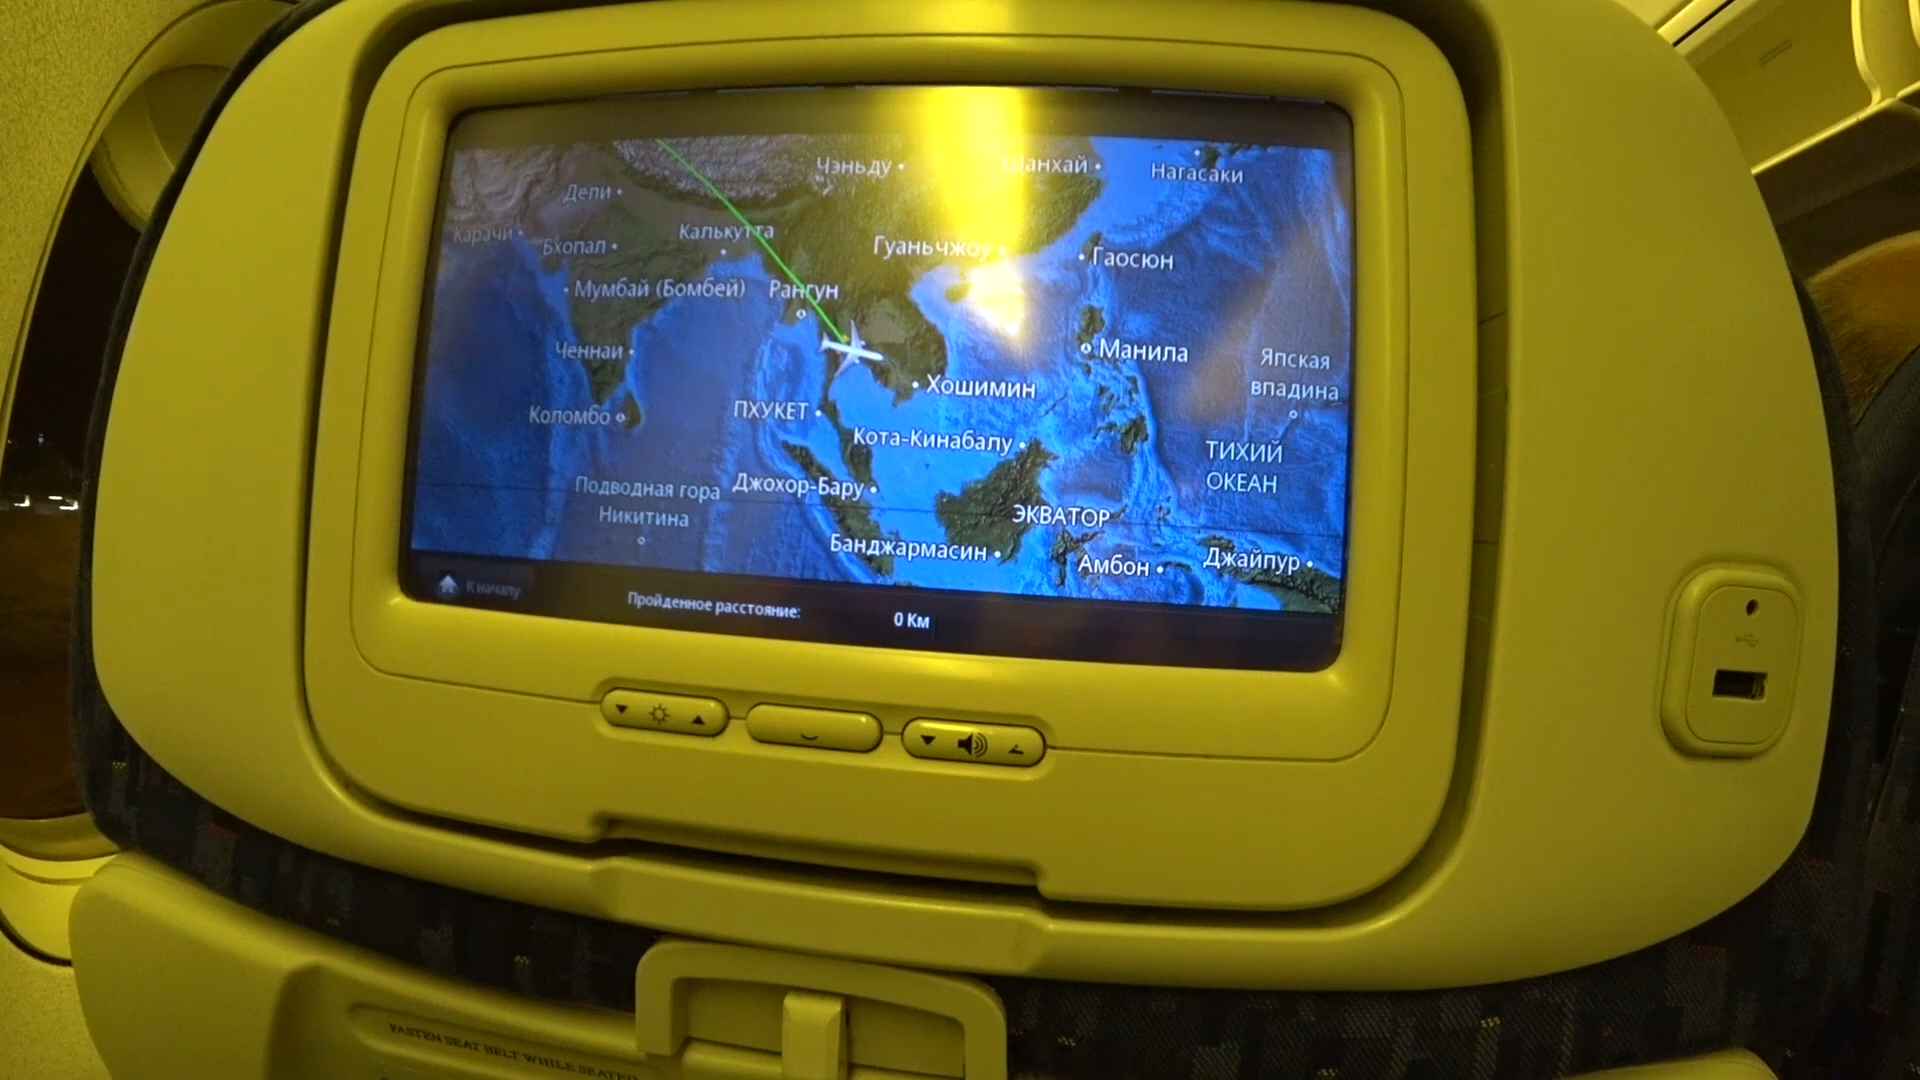 Чэньду
Шанхай
Нагасаки
Дели
Карачи
Бхопал
Калькутта
Гуаньчжоу
Гаосюн
Мумбай (Бомбей)
Рангун
Ченнаи
Манила
Япская
впадина
Хошимин
Коломбо
ПХУКЕТ
Кота-Кинабалу
ТИХИЙ
ОКЕАН
Подводная гора
Никитина
Джохор-Бару
ЭКВАТОР
Банджармасин
Амбон
Джайпур
К началу
Пройденное расстояние:
0 Км
FASTEN SEAT BELT WHILE SEATED